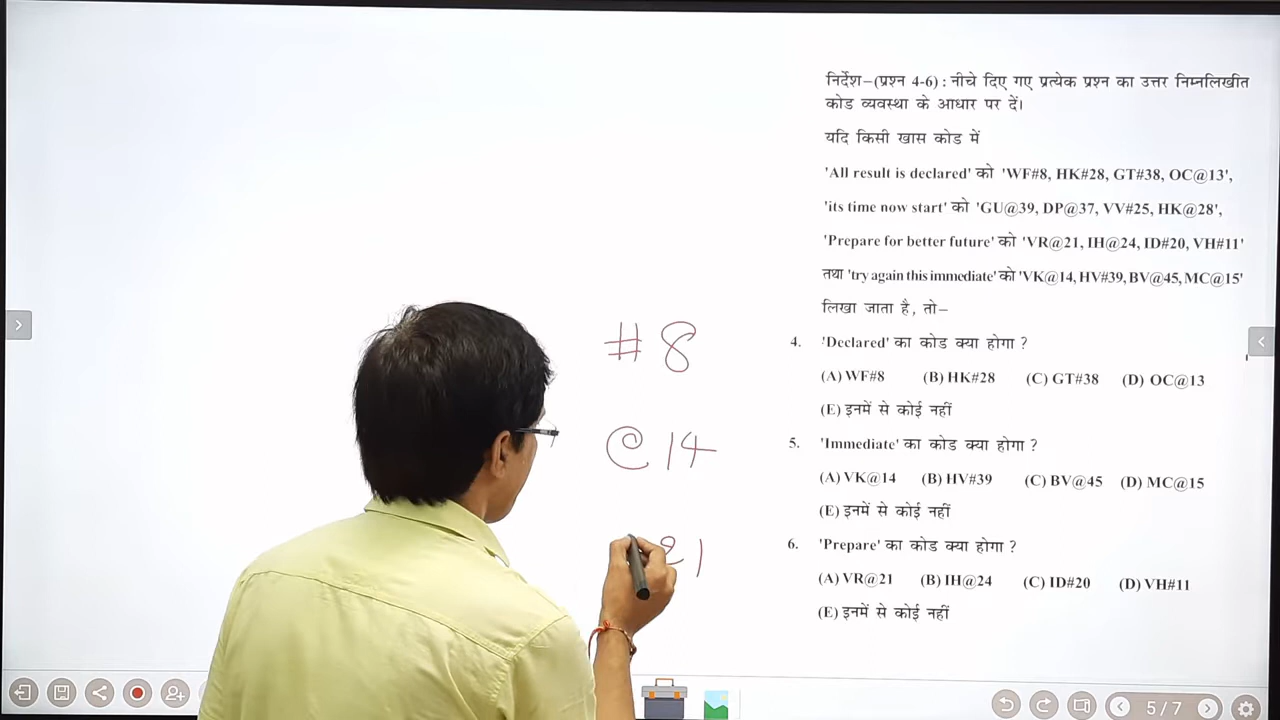 निर्देश–(प्रश्न 4-6) : नीचे दिए गए प्रत्येक प्रश्न का उत्तर निम्नलिखीत
कोड व्यवस्था के आधार पर दें।
यदि किसी खास कोड में
'All result is declared' को 'WF#8, HK#28, GT#38, OC@13',
'its time now start' को 'GU@39, DP@37, VV#25, HK@28',
'Prepare for better future' को 'VR@21, IH@24, ID#20, VH#11'
तथा 'try again this immediate' को 'VK@14, HV#39, BV@45, MC@15'
लिखा जाता है, तो–
4. 'Declared' का कोड क्या होगा ?
(A) WF#8 (B) HK#28 (C) GT#38 (D) OC@13
(E) इनमें से कोई नहीं
5. 'Immediate' का कोड क्या होगा ?
(A) VK@14 (B) HV#39 (C) BV@45 (D) MC@15
(E) इनमें से कोई नहीं
6. 'Prepare' का कोड क्या होगा ?
(A) VR@21 (B) IH@24 (C) ID#20 (D) VH#11
(E) इनमें से कोई नहीं
#8
@14
21
5/7